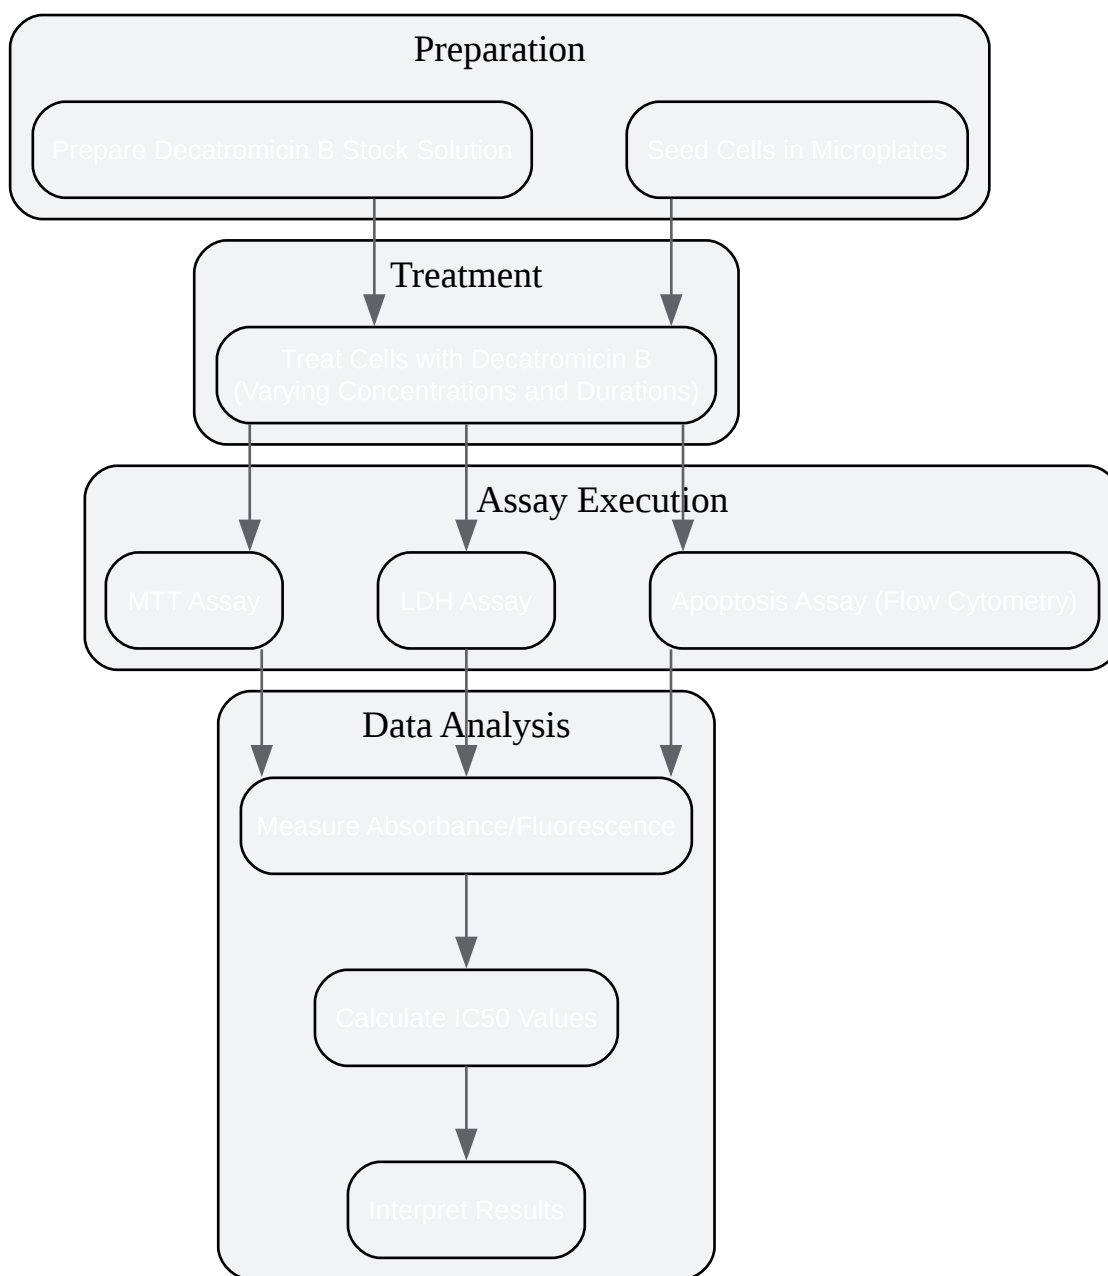 Preparation
Prepare Decatromicin B Stock Solution
Seed Cells in Microplates
Treatment
Treat Cells with Decatromicin B
(Varying Concentrations and Durations)
Assay Execution
MTT Assay
LDH Assay
Apoptosis Assay (Flow Cytometry)
Data Analysis
Measure Absorbance/Fluorescence
Calculate IC50 Values
Interpret Results